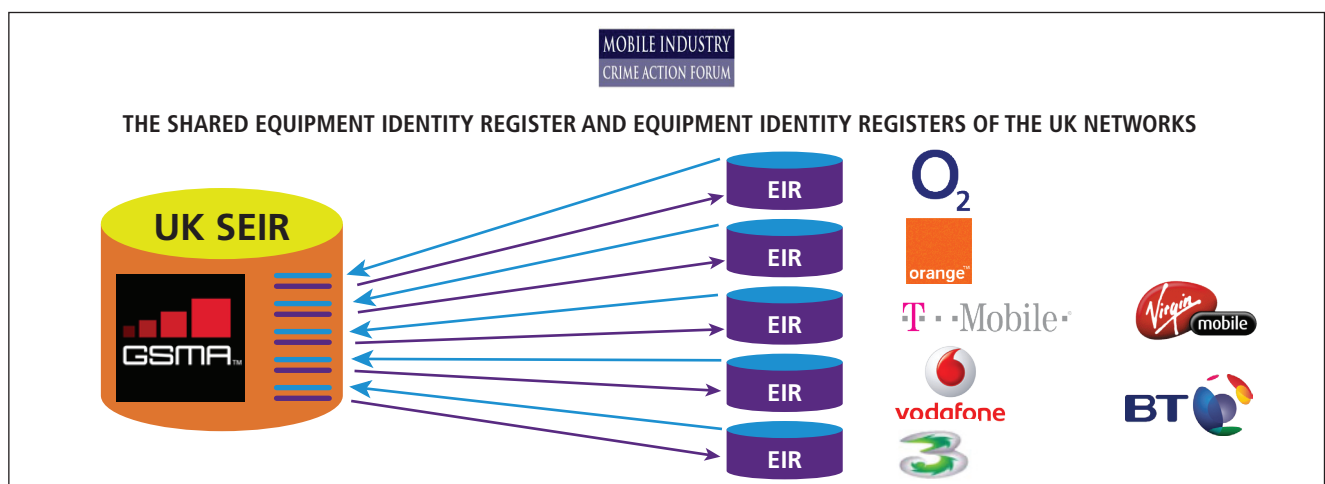 MOBILE INDUSTRY
CRIME ACTION FORUM
THE SHARED EQUIPMENT IDENTITY REGISTER AND EQUIPMENT IDENTITY REGISTERS OF THE UK NETWORKS
UK SEIR
GSMA™
EIR
O2
EIR
orange™
EIR
T··Mobile·®
Virgin
mobile
EIR
vodafone
BT
EIR
3